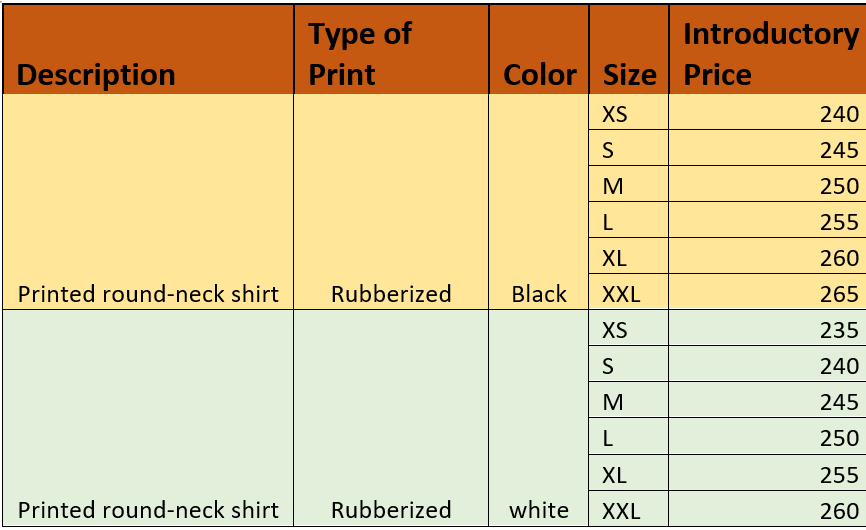 Description Type of Print Color Size Introductory Price
XS 240
S 245
M 250
L 255
XL 260
Printed round-neck shirt Rubberized Black XXL 265
XS 235
S 240
M 245
L 250
XL 255
Printed round-neck shirt Rubberized white XXL 260